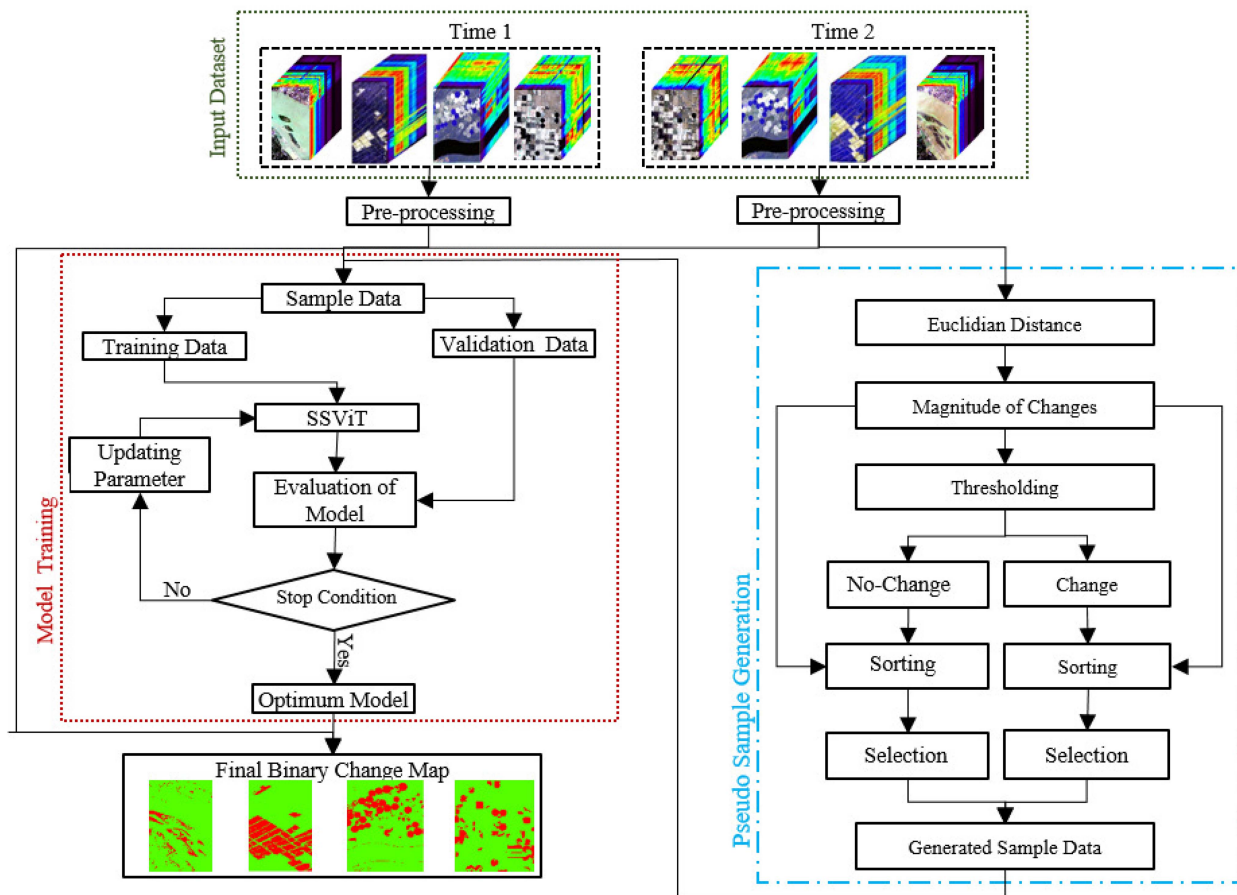 Input Dataset
Time 1
Time 2
Pre-processing
Pre-processing
Model Training
Sample Data
Training Data
Validation Data
SSViT
Updating
Parameter
Evaluation of
Model
No
Stop Condition
Yes
Optimum Model
Final Binary Change Map
Pseudo Sample Generation
Euclidian Distance
Magnitude of Changes
Thresholding
No-Change
Change
Sorting
Sorting
Selection
Selection
Generated Sample Data